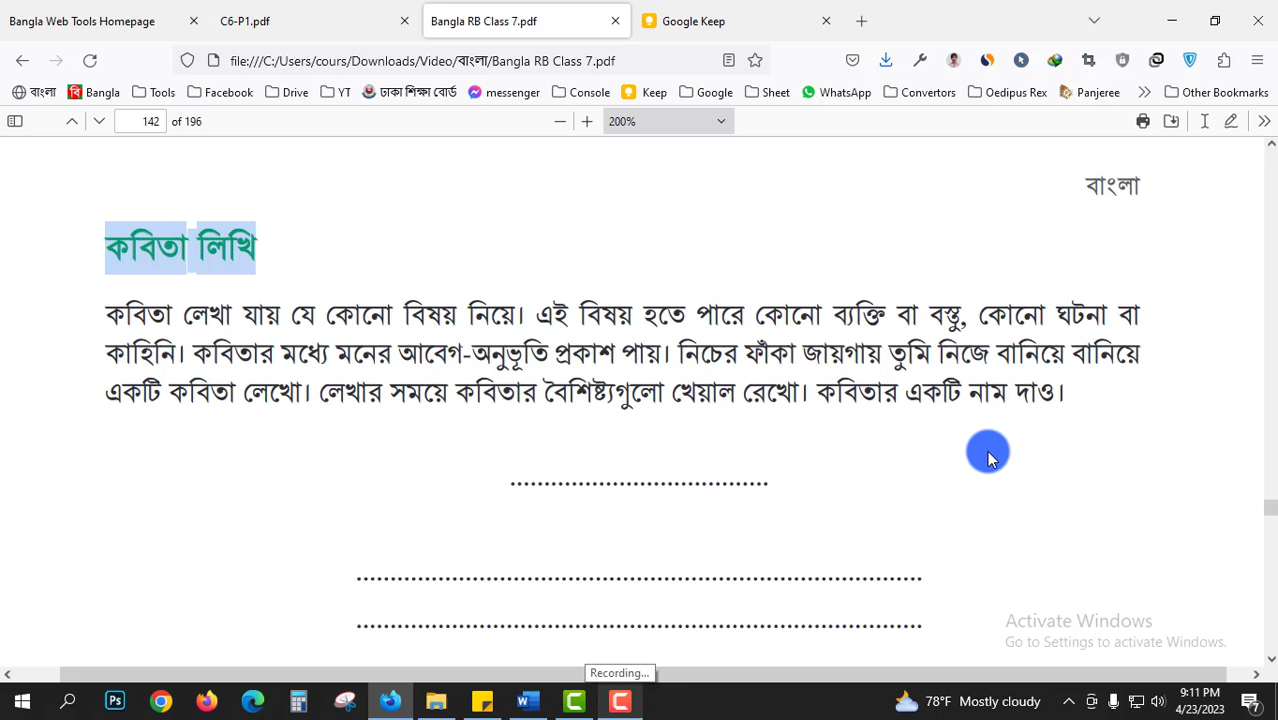 Bangla Web Tools Homepage
C6-P1.pdf
Bangla RB Class 7.pdf
Google Keep
file:///C:/Users/cours/Downloads/Video/বাংলা/Bangla RB Class 7.pdf
বাংলা Bangla Tools Facebook Drive YT ঢাকা শিক্ষা বোর্ড messenger Console Keep Google Sheet WhatsApp Convertors Oedipus Rex Panjeree Other Bookmarks
142 of 196
200%
বাংলা
কবিতা লিখি
কবিতা লেখা যায় যে কোনো বিষয় নিয়ে। এই বিষয় হতে পারে কোনো ব্যক্তি বা বস্তু, কোনো ঘটনা বা
কাহিনি। কবিতার মধ্যে মনের আবেগ-অনুভূতি প্রকাশ পায়। নিচের ফাঁকা জায়গায় তুমি নিজে বানিয়ে বানিয়ে
একটি কবিতা লেখো। লেখার সময়ে কবিতার বৈশিষ্ট্যগুলো খেয়াল রেখো। কবিতার একটি নাম দাও।
Activate Windows
Go to Settings to activate Windows.
Recording...
78°F Mostly cloudy
9:11 PM
4/23/2023
7